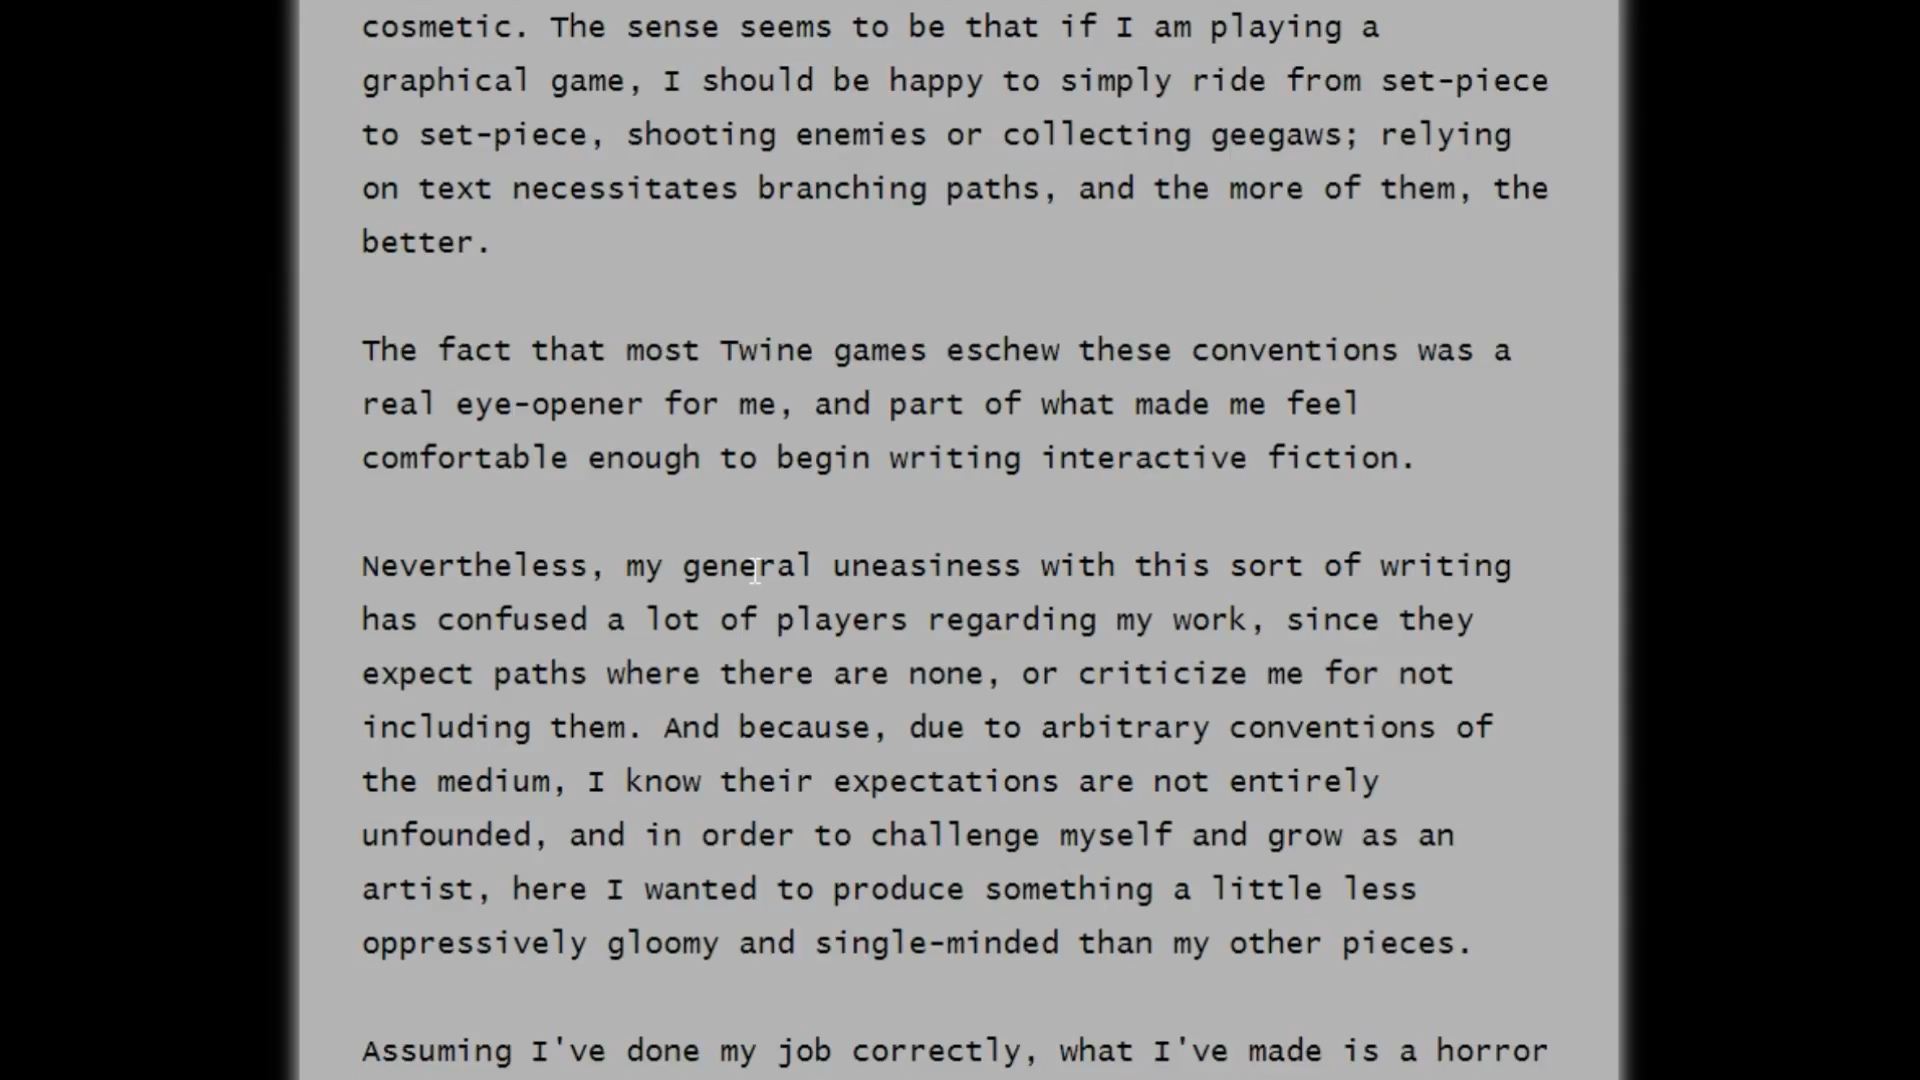 cosmetic. The sense seems to be that if I am playing a
graphical game, I should be happy to simply ride from set-piece
to set-piece, shooting enemies or collecting geegaws; relying
on text necessitates branching paths, and the more of them, the
better.
The fact that most Twine games eschew these conventions was a
real eye-opener for me, and part of what made me feel
comfortable enough to begin writing interactive fiction.
Nevertheless, my general uneasiness with this sort of writing
has confused a lot of players regarding my work, since they
expect paths where there are none, or criticize me for not
including them. And because, due to arbitrary conventions of
the medium, I know their expectations are not entirely
unfounded, and in order to challenge myself and grow as an
artist, here I wanted to produce something a little less
oppressively gloomy and single-minded than my other pieces.
Assuming I've done my job correctly, what I've made is a horror